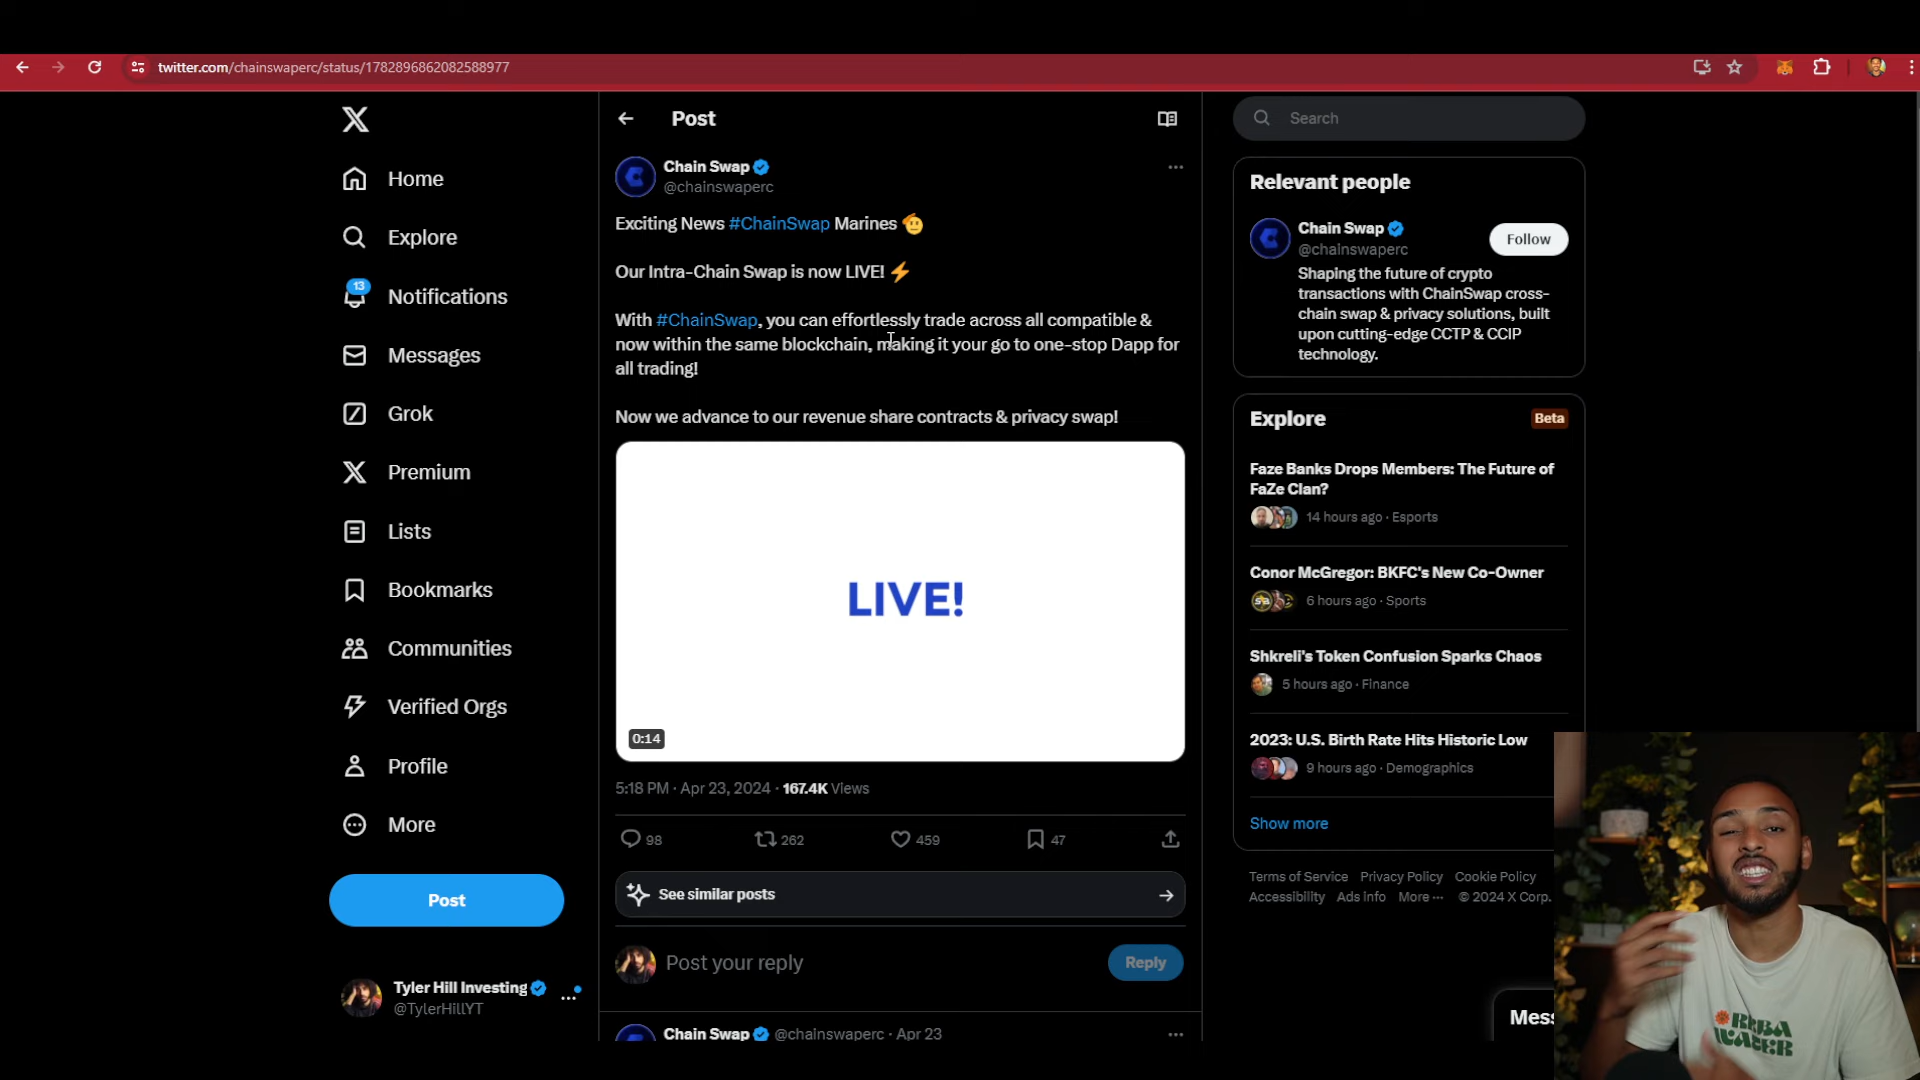 twitter.com/chainswaperc/status/1782896862082588977
Home
Explore
13
Notifications
Messages
Grok
Premium
Lists
Bookmarks
Communities
Verified Orgs
Profile
More
Post
Tyler Hill Investing
@TylerHillYT
Post
Chain Swap
@chainswaperc
Exciting News #ChainSwap Marines
Our Intra-Chain Swap is now LIVE! ⚡
With #ChainSwap, you can effortlessly trade across all compatible &
now within the same blockchain, making it your go to one-stop Dapp for
all trading!
Now we advance to our revenue share contracts & privacy swap!
LIVE!
0:14
5:18 PM · Apr 23, 2024 · 167.4K Views
98 262 459 47
See similar posts
Post your reply
Reply
Chain Swap @chainswaperc · Apr 23
Search
Relevant people
Chain Swap
@chainswaperc
Follow
Shaping the future of crypto
transactions with ChainSwap cross-
chain swap & privacy solutions, built
upon cutting-edge CCTP & CCIP
technology.
Explore
Beta
Faze Banks Drops Members: The Future of
FaZe Clan?
14 hours ago · Esports
Conor McGregor: BKFC's New Co-Owner
6 hours ago · Sports
Shkreli's Token Confusion Sparks Chaos
5 hours ago · Finance
2023: U.S. Birth Rate Hits Historic Low
9 hours ago · Demographics
Show more
Terms of Service Privacy Policy Cookie Policy
Accessibility Ads info More ··· © 2024 X Corp.
Mess